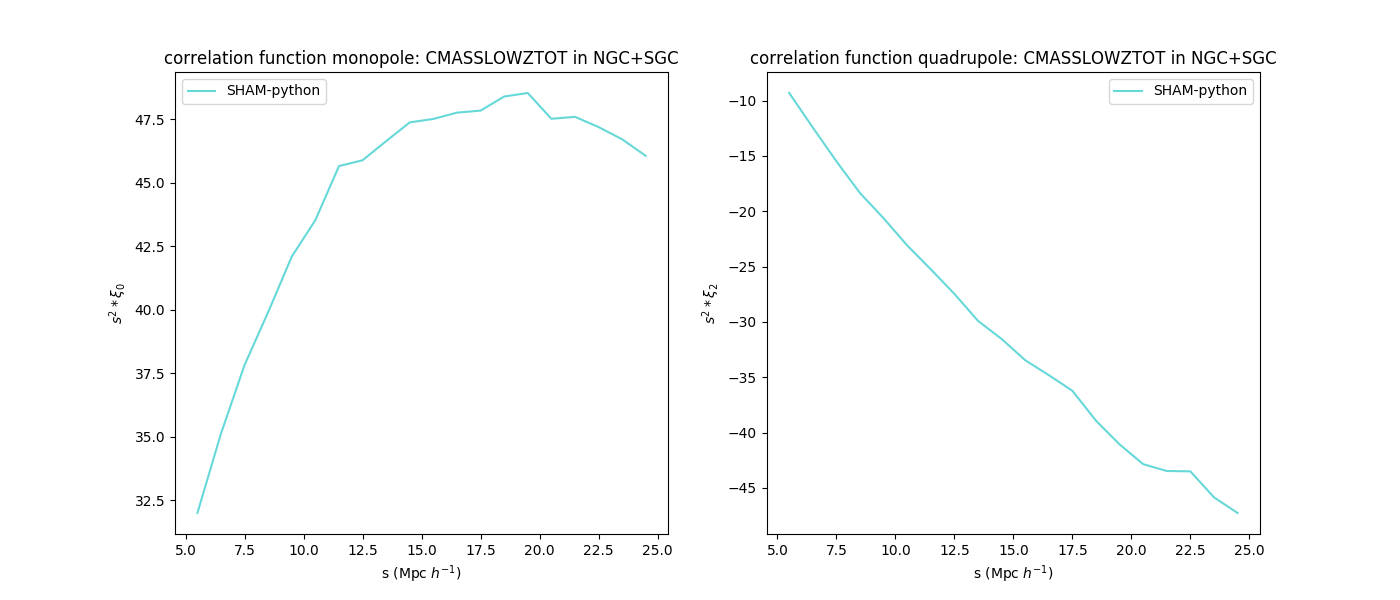 correlation function monopole: CMASSLOWZTOT in NGC+SGC
SHAM-python
47.5
45.0
42.5
40.0
37.5
35.0
32.5
s² * ξ₀
5.0 7.5 10.0 12.5 15.0 17.5 20.0 22.5 25.0
s (Mpc h⁻¹)
correlation function quadrupole: CMASSLOWZTOT in NGC+SGC
SHAM-python
−10
−15
−20
−25
−30
−35
−40
−45
s² * ξ₂
5.0 7.5 10.0 12.5 15.0 17.5 20.0 22.5 25.0
s (Mpc h⁻¹)